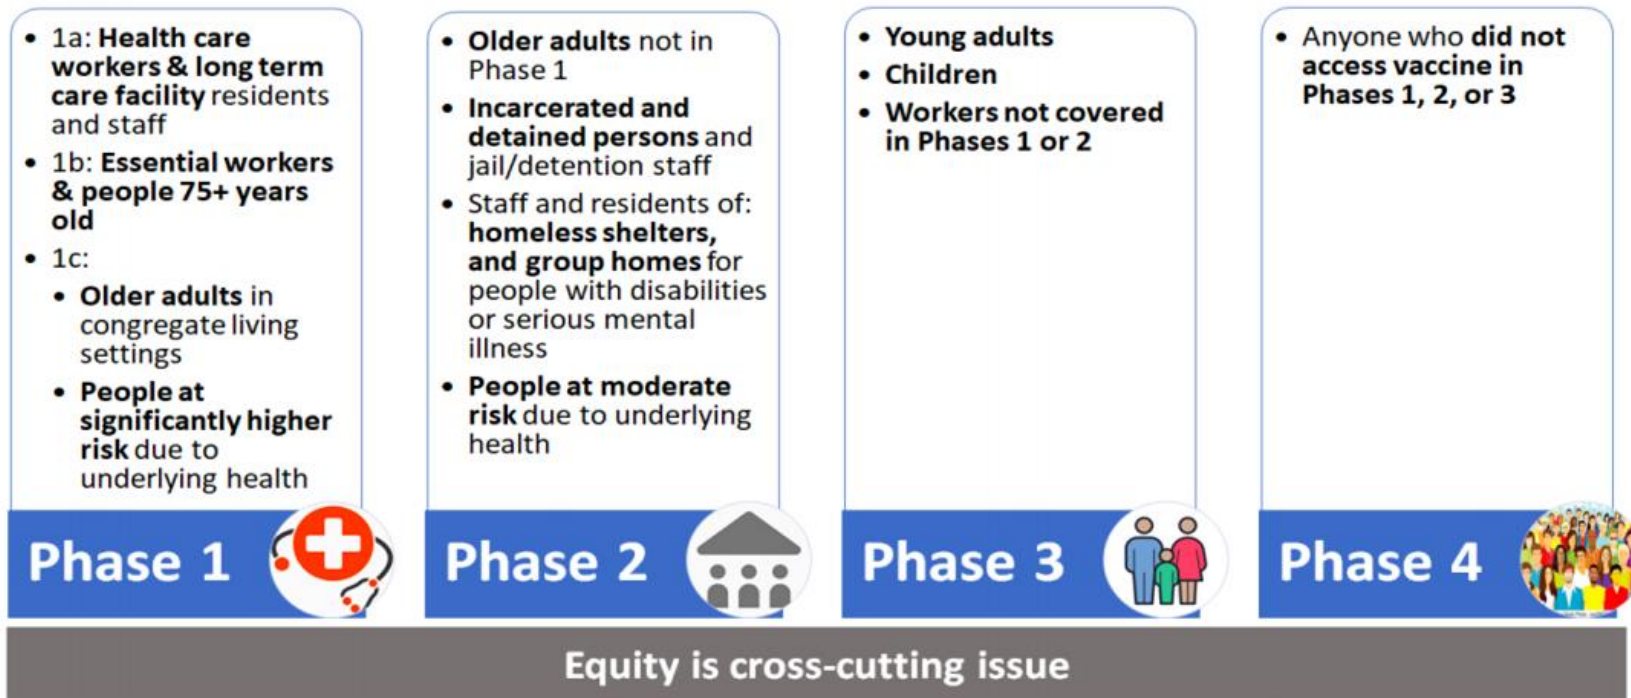 • 1a: Health care
workers & long term
care facility residents
and staff
• 1b: Essential workers
& people 75+ years
old
• 1c:
• Older adults in
congregate living
settings
• People at
significantly higher
risk due to
underlying health
Phase 1
• Older adults not in
Phase 1
• Incarcerated and
detained persons and
jail/detention staff
• Staff and residents of:
homeless shelters,
and group homes for
people with disabilities
or serious mental
illness
• People at moderate
risk due to underlying
health
Phase 2
• Young adults
• Children
• Workers not covered
in Phases 1 or 2
Phase 3
• Anyone who did not
access vaccine in
Phases 1, 2, or 3
Phase 4
Equity is cross-cutting issue